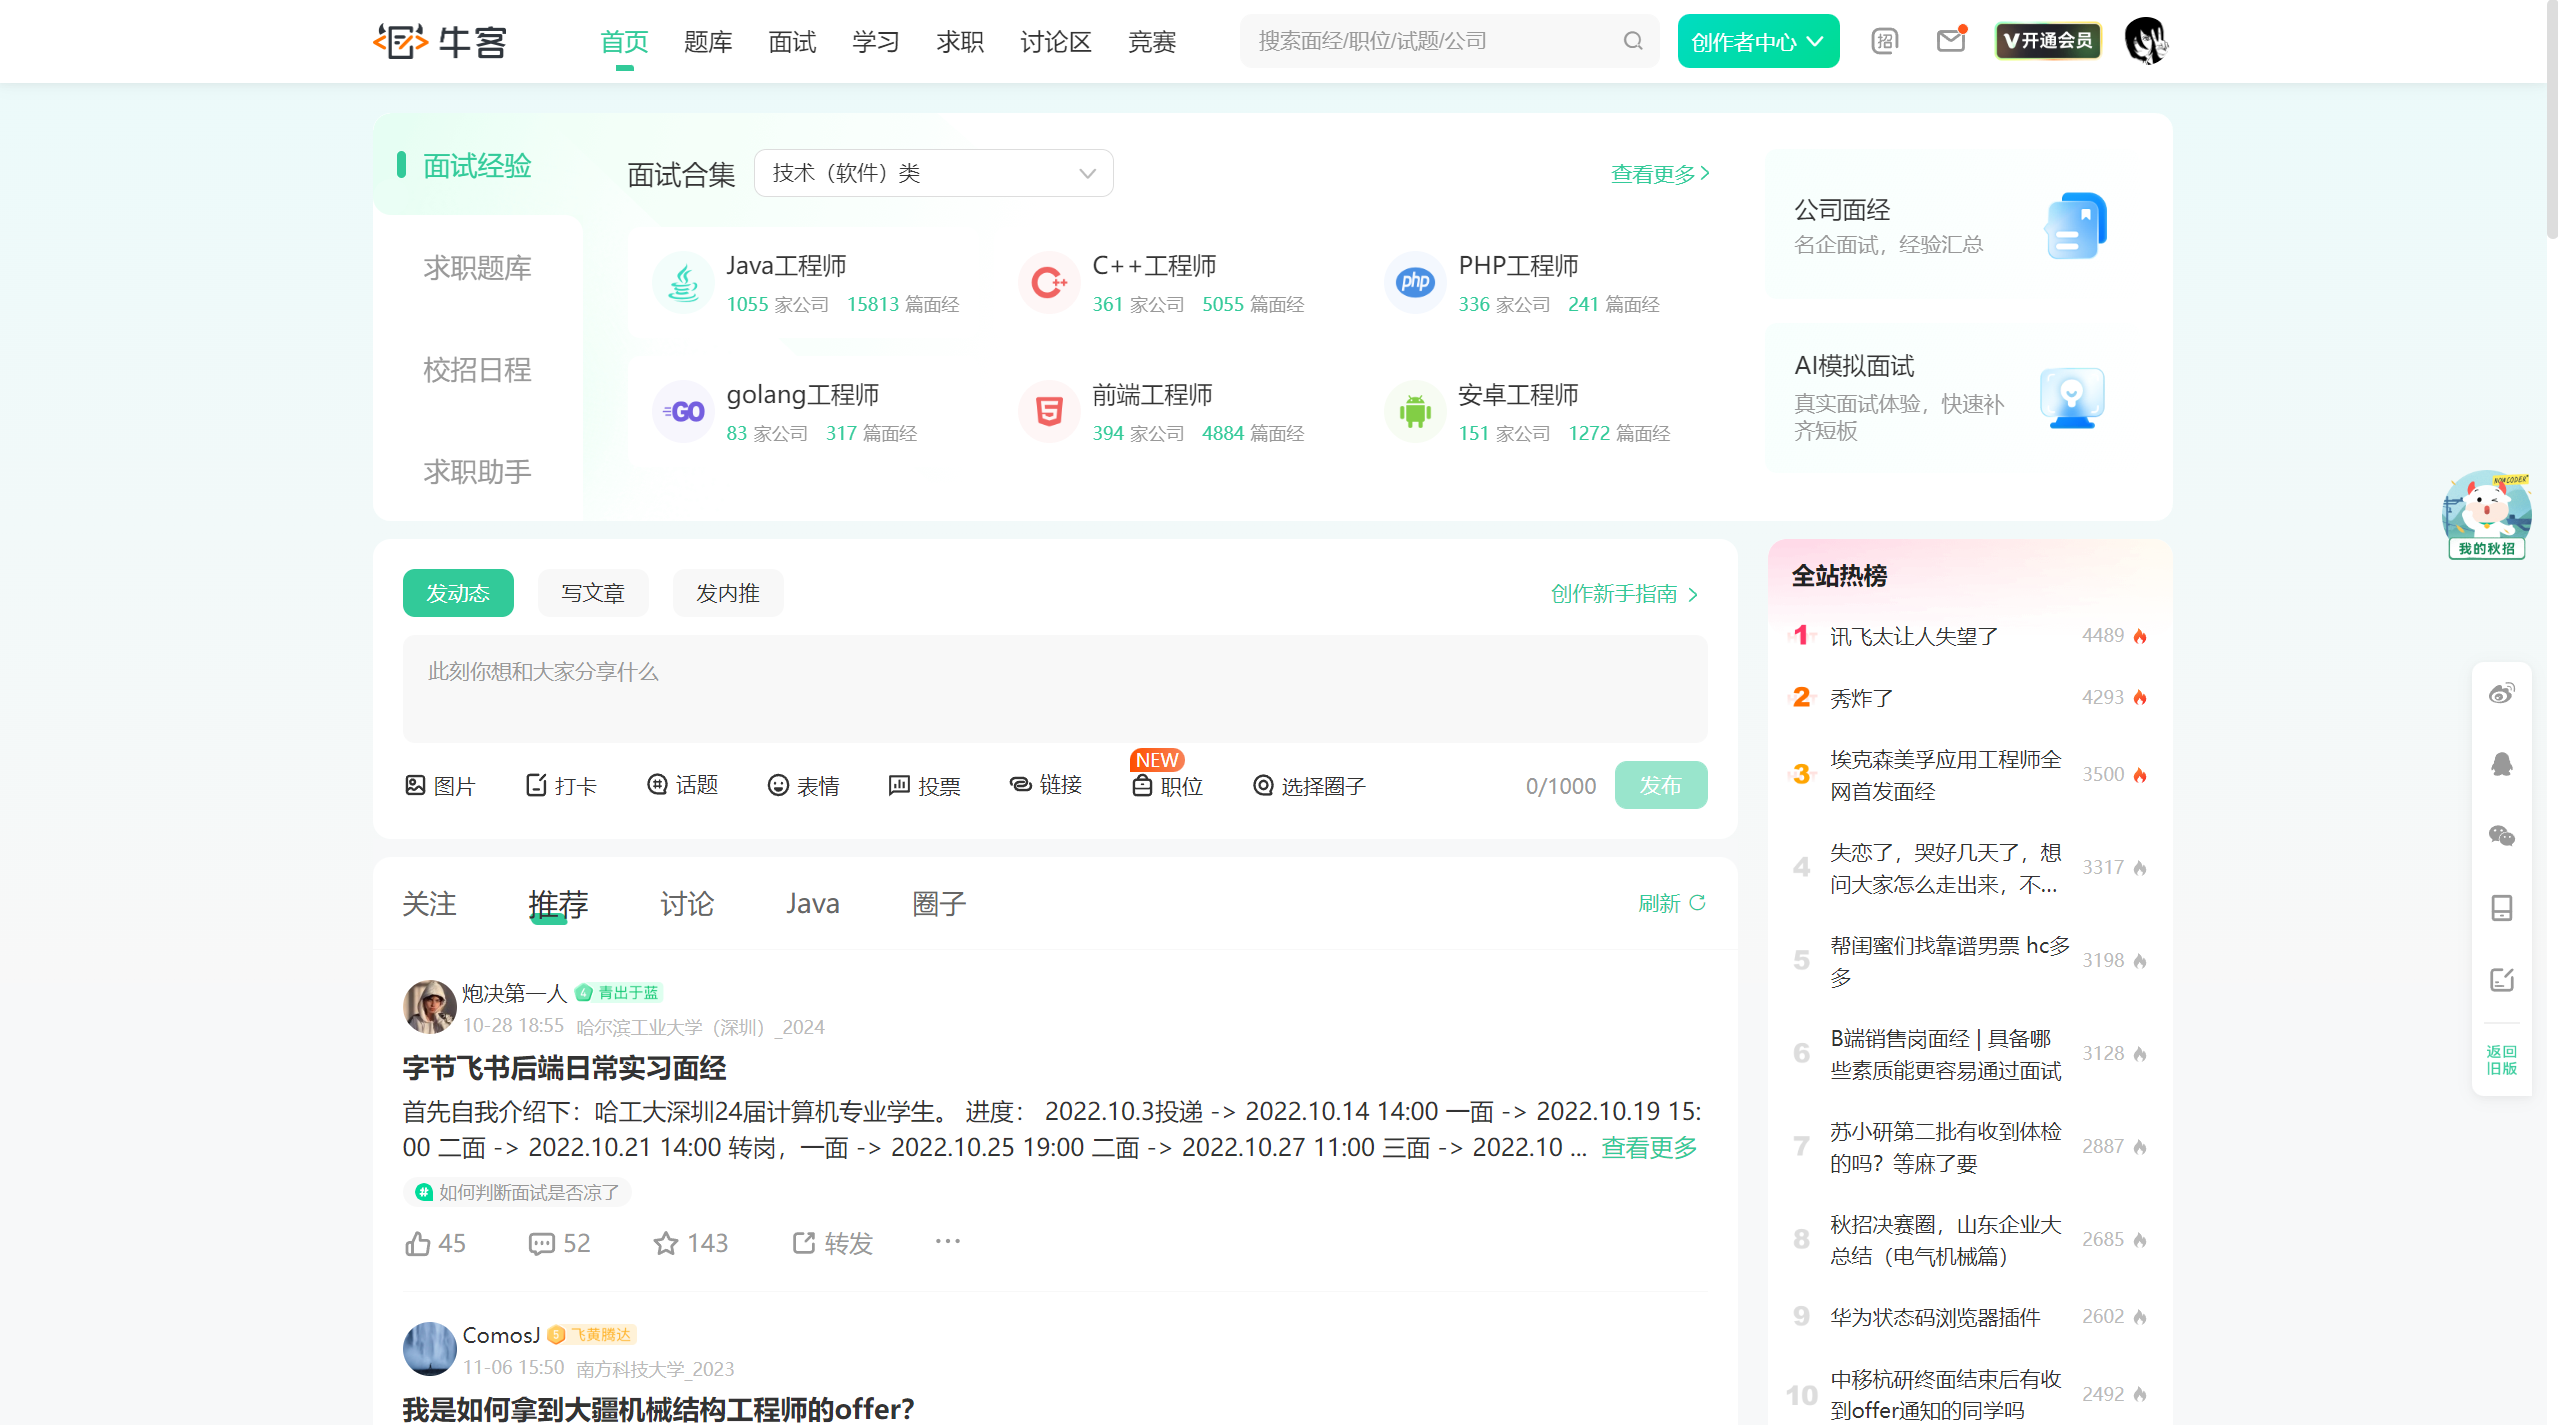 牛客
首页 题库 面试 学习 求职 讨论区 竞赛
搜索面经/职位/试题/公司
创作者中心
招
V开通会员
面试经验
求职题库
校招日程
求职助手
面试合集 技术（软件）类 查看更多
Java工程师
1055 家公司 15813 篇面经
C++工程师
361 家公司 5055 篇面经
PHP工程师
336 家公司 241 篇面经
golang工程师
83 家公司 317 篇面经
前端工程师
394 家公司 4884 篇面经
安卓工程师
151 家公司 1272 篇面经
公司面经
名企面试，经验汇总
AI模拟面试
真实面试体验，快速补
齐短板
NOWCODER
我的秋招
发动态 写文章 发内推 创作新手指南
此刻你想和大家分享什么
图片 打卡 话题 表情 投票 链接 NEW 职位 选择圈子 0/1000 发布
关注 推荐 讨论 Java 圈子 刷新
炮决第一人 4 青出于蓝
10-28 18:55 哈尔滨工业大学（深圳）_2024
字节飞书后端日常实习面经
首先自我介绍下：哈工大深圳24届计算机专业学生。 进度： 2022.10.3投递 -> 2022.10.14 14:00 一面 -> 2022.10.19 15:
00 二面 -> 2022.10.21 14:00 转岗，一面 -> 2022.10.25 19:00 二面 -> 2022.10.27 11:00 三面 -> 2022.10 ... 查看更多
# 如何判断面试是否凉了
45 52 143 转发 ...
ComosJ 5 飞黄腾达
11-06 15:50 南方科技大学_2023
我是如何拿到大疆机械结构工程师的offer？
全站热榜
1 讯飞太让人失望了 4489
2 秀炸了 4293
3 埃克森美孚应用工程师全
网首发面经 3500
4 失恋了，哭好几天了，想
问大家怎么走出来，不... 3317
5 帮闺蜜们找靠谱男票 hc多
多 3198
6 B端销售岗面经 | 具备哪
些素质能更容易通过面试 3128
7 苏小研第二批有收到体检
的吗？等麻了要 2887
8 秋招决赛圈，山东企业大
总结（电气机械篇） 2685
9 华为状态码浏览器插件 2602
10 中移杭研终面结束后有收
到offer通知的同学吗 2492
返回
旧版